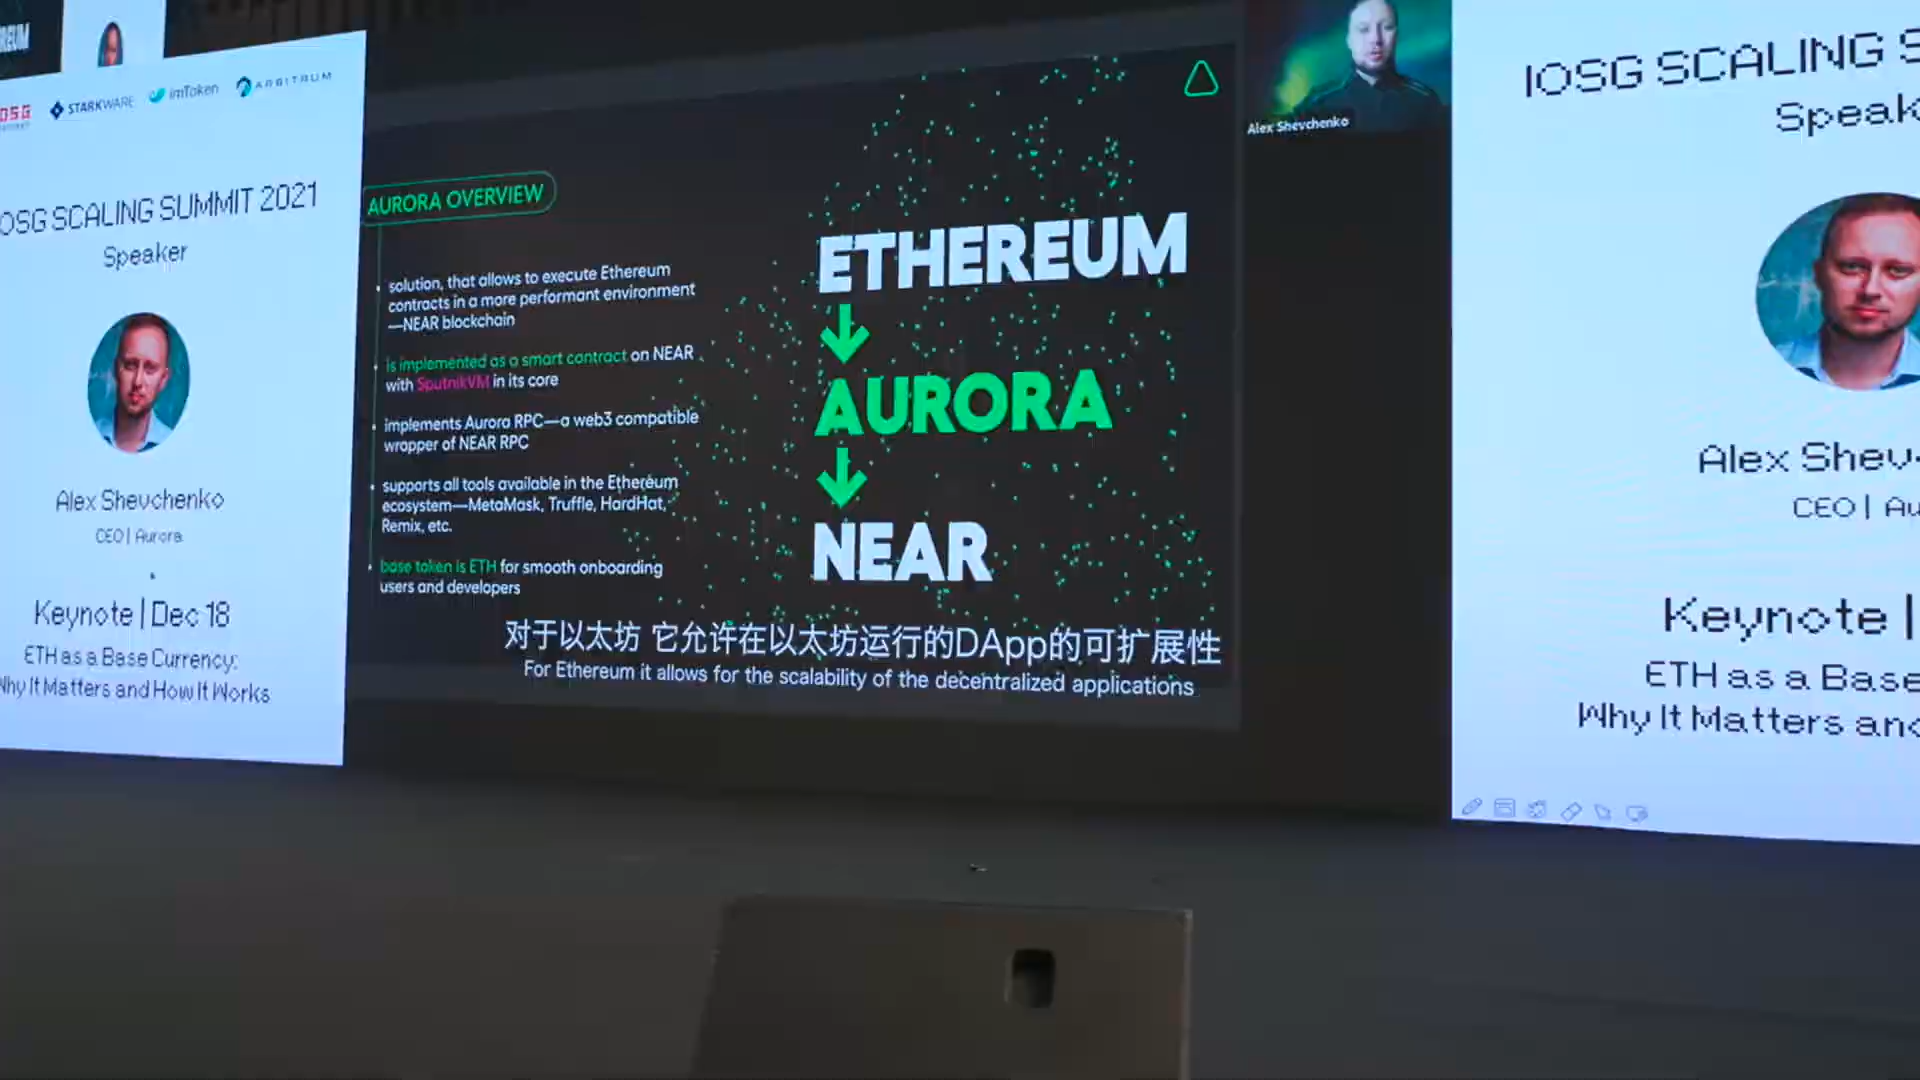 STARKWARE
imToken
ARBITRUM
OSG SCALING SUMMIT 2021
Speaker
Alex Shevchenko
CEO | Aurora
Keynote | Dec 18
ETH as a Base Currency:
Why It Matters and How It Works
AURORA OVERVIEW
solution, that allows to execute Ethereum
contracts in a more performant environment
—NEAR blockchain
is implemented as a smart contract on NEAR
with SputnikVM in its core
implements Aurora RPC—a web3 compatible
wrapper of NEAR RPC
supports all tools available in the Ethereum
ecosystem—MetaMask, Truffle, HardHat,
Remix, etc.
base token is ETH for smooth onboarding
users and developers
ETHEREUM
AURORA
NEAR
对于以太坊 它允许在以太坊运行的DApp的可扩展性
For Ethereum it allows for the scalability of the decentralized applications
Alex Shevchenko
IOSG SCALING S
Speak
Alex Shev
CEO | Au
Keynote |
ETH as a Base
Why It Matters and